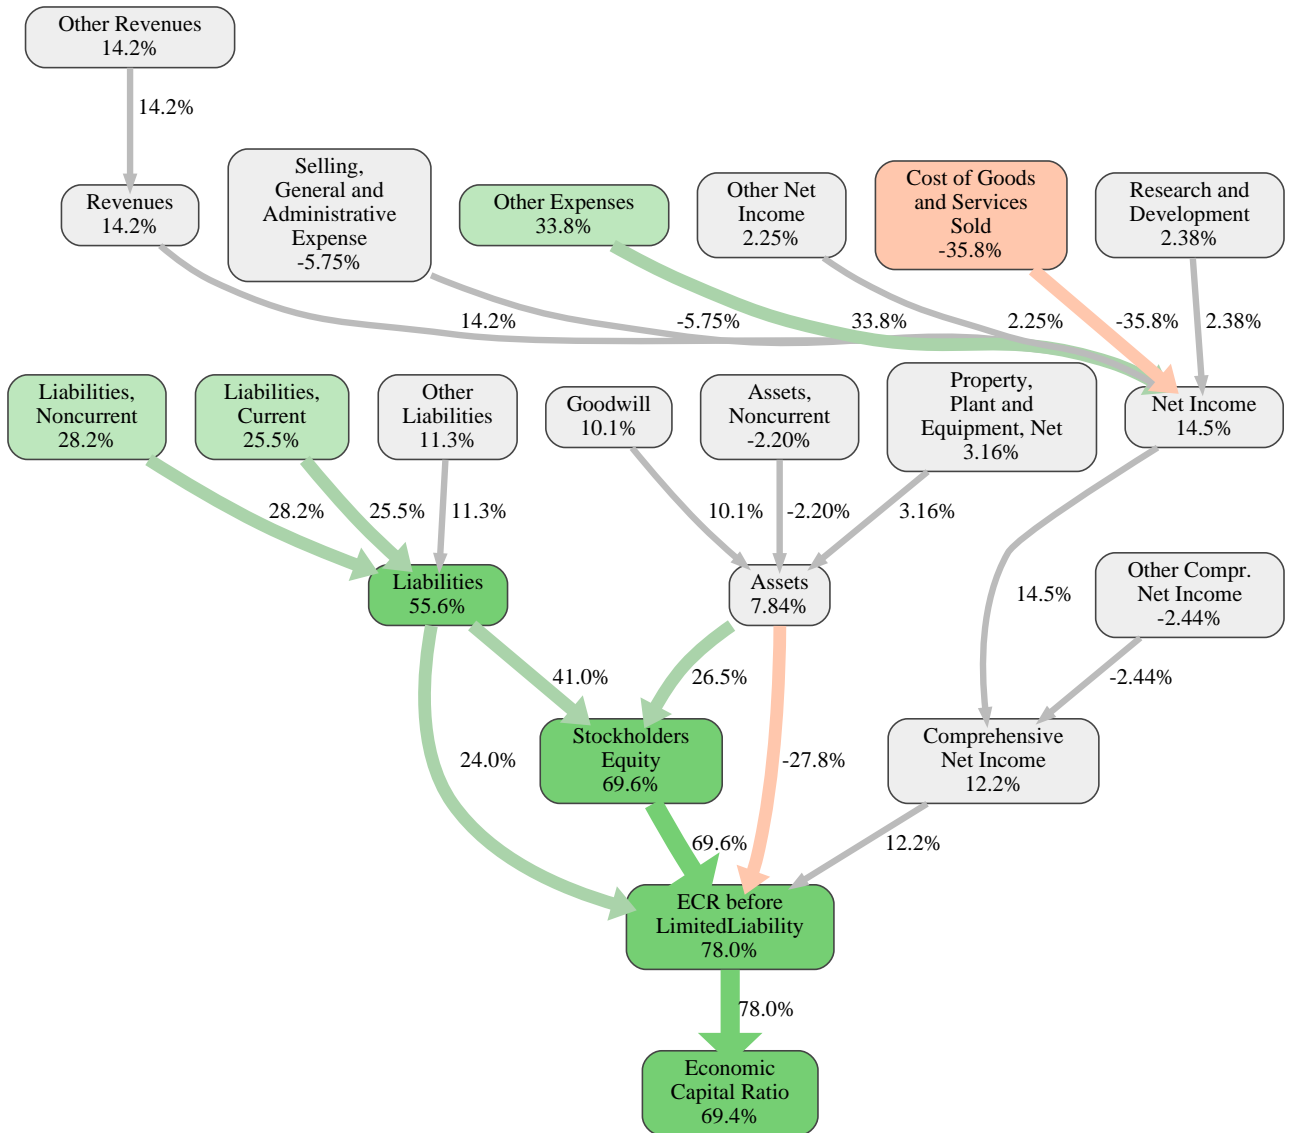 Other Revenues
14.2%
14.2%
Revenues
14.2%
Selling,
General and
Administrative
Expense
-5.75%
Other Expenses
33.8%
Other Net
Income
2.25%
Cost of Goods
and Services
Sold
-35.8%
Research and
Development
2.38%
14.2%
-5.75%
33.8%
2.25%
-35.8%
2.38%
Liabilities,
Noncurrent
28.2%
Liabilities,
Current
25.5%
Other
Liabilities
11.3%
Goodwill
10.1%
Assets,
Noncurrent
-2.20%
Property,
Plant and
Equipment, Net
3.16%
Net Income
14.5%
28.2%
25.5%
11.3%
10.1%
-2.20%
3.16%
Liabilities
55.6%
Assets
7.84%
14.5%
Other Compr.
Net Income
-2.44%
41.0%
26.5%
-2.44%
24.0%
Stockholders
Equity
69.6%
-27.8%
Comprehensive
Net Income
12.2%
69.6%
12.2%
ECR before
LimitedLiability
78.0%
78.0%
Economic
Capital Ratio
69.4%